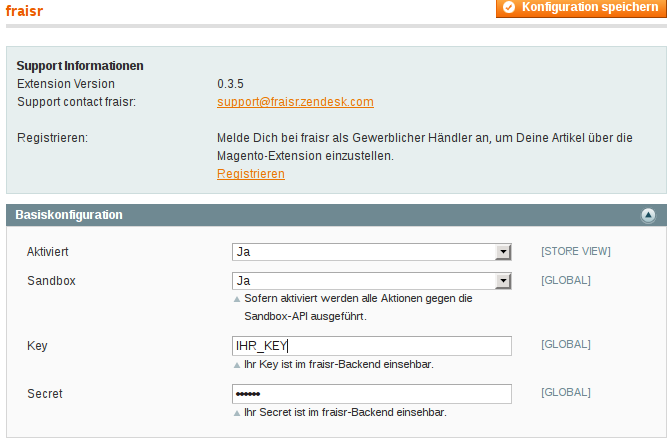 fraisr
Konfiguration speichern
Support Informationen
Extension Version 0.3.5
Support contact fraisr: support@fraisr.zendesk.com
Registrieren: Melde Dich bei fraisr als Gewerblicher Händler an, um Deine Artikel über die
Magento-Extension einzustellen.
Registrieren
Basiskonfiguration
Aktiviert Ja [STORE VIEW]
Sandbox Ja [GLOBAL]
Sofern aktiviert werden alle Aktionen gegen die
Sandbox-API ausgeführt.
Key IHR_KEY [GLOBAL]
Ihr Key ist im fraisr-Backend einsehbar.
Secret •••••• [GLOBAL]
Ihr Secret ist im fraisr-Backend einsehbar.